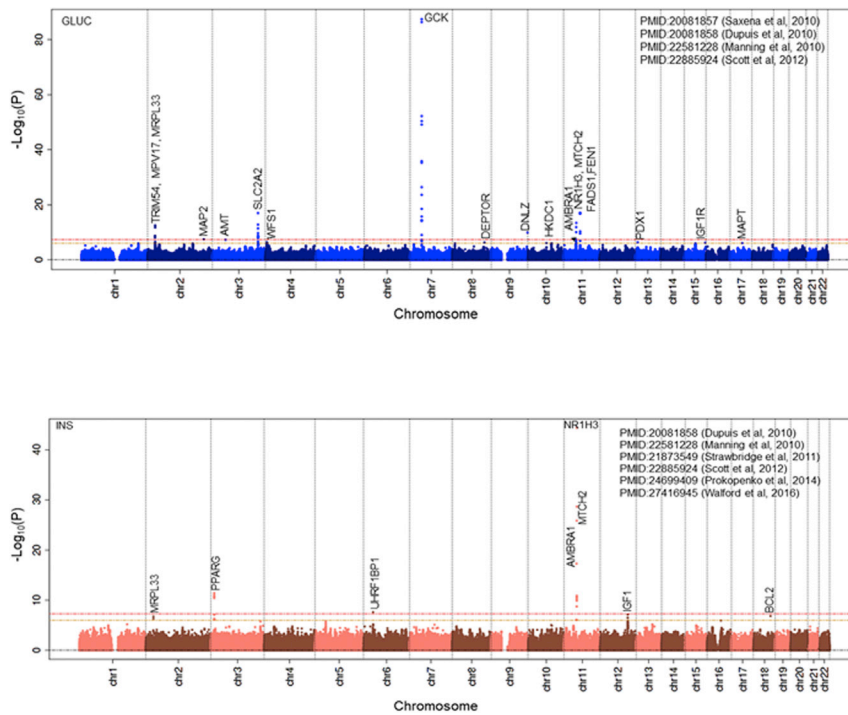 GLUC
GCK
PMID:20081857 (Saxena et al, 2010)
PMID:20081858 (Dupuis et al, 2010)
PMID:22581228 (Manning et al, 2010)
PMID:22885924 (Scott et al, 2012)
-Log10(P)
80
60
40
20
0
TRIM54, MPV17, MRPL33
MAP2
AMT
SLC2A2
WFS1
DEPTOR
DNLZ
HKDC1
AMBRA1
NR1H3, MTCH2
FADS1,FEN1
PDX1
IGF1R
MAPT
chr1
chr2
chr3
chr4
chr5
chr6
chr7
chr8
chr9
chr10
chr11
chr12
chr13
chr14
chr15
chr16
chr17
chr18
chr19
chr20
chr21
chr22
Chromosome
INS
NR1H3
PMID:20081858 (Dupuis et al, 2010)
PMID:22581228 (Manning et al, 2010)
PMID:21873549 (Strawbridge et al, 2011)
PMID:22885924 (Scott et al, 2012)
PMID:24699409 (Prokopenko et al, 2014)
PMID:27416945 (Walford et al, 2016)
-Log10(P)
40
30
20
10
0
MRPL33
PPARG
UHRF1BP1
AMBRA1
MTCH2
IGF1
BCL2
chr1
chr2
chr3
chr4
chr5
chr6
chr7
chr8
chr9
chr10
chr11
chr12
chr13
chr14
chr15
chr16
chr17
chr18
chr19
chr20
chr21
chr22
Chromosome